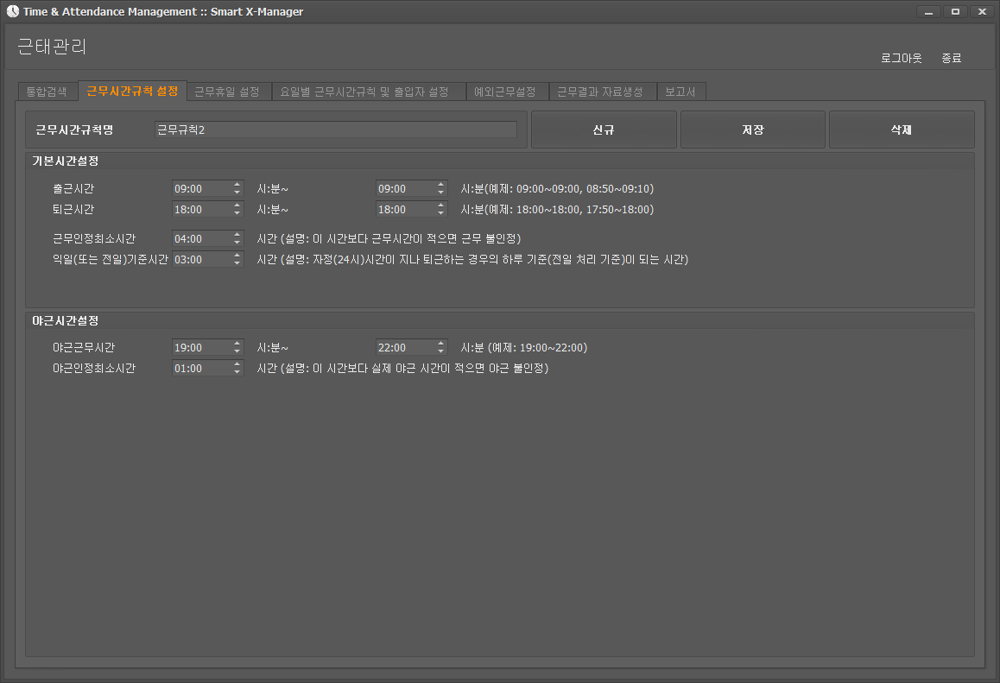 Time & Attendance Management :: Smart X-Manager
근태관리
로그아웃 종료
통합검색 근무시간규칙 설정 근무휴일 설정 요일별 근무시간규칙 및 출입자 설정 예외근무설정 근무결과 자료생성 보고서
근무시간규칙명 근무규칙2 신규 저장 삭제
기본시간설정
출근시간 09:00 시:분~ 09:00 시:분(예제: 09:00~09:00, 08:50~09:10)
퇴근시간 18:00 시:분~ 18:00 시:분(예제: 18:00~18:00, 17:50~18:00)
근무인정최소시간 04:00 시간 (설명: 이 시간보다 근무시간이 적으면 근무 불인정)
익일(또는 전일)기준시간 03:00 시간 (설명: 자정(24시)시간이 지나 퇴근하는 경우의 하루 기준(전일 처리 기준)이 되는 시간)
야근시간설정
야근근무시간 19:00 시:분~ 22:00 시:분 (예제: 19:00~22:00)
야근인정최소시간 01:00 시간 (설명: 이 시간보다 실제 야근 시간이 적으면 야근 불인정)